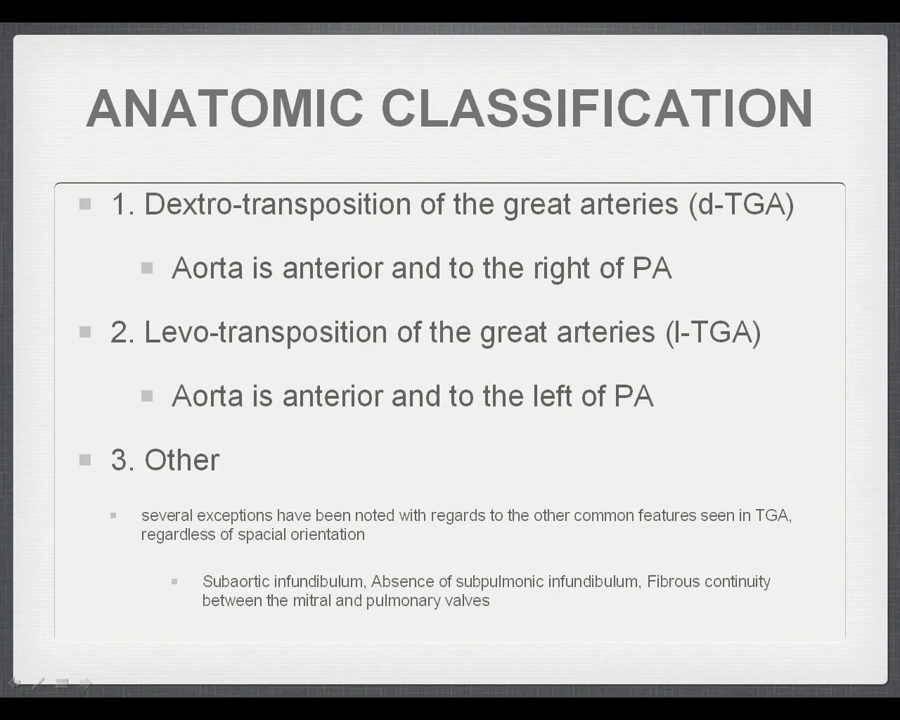 ANATOMIC CLASSIFICATION
1. Dextro-transposition of the great arteries (d-TGA)
Aorta is anterior and to the right of PA
2. Levo-transposition of the great arteries (l-TGA)
Aorta is anterior and to the left of PA
3. Other
several exceptions have been noted with regards to the other common features seen in TGA,
regardless of spacial orientation
Subaortic infundibulum, Absence of subpulmonic infundibulum, Fibrous continuity
between the mitral and pulmonary valves